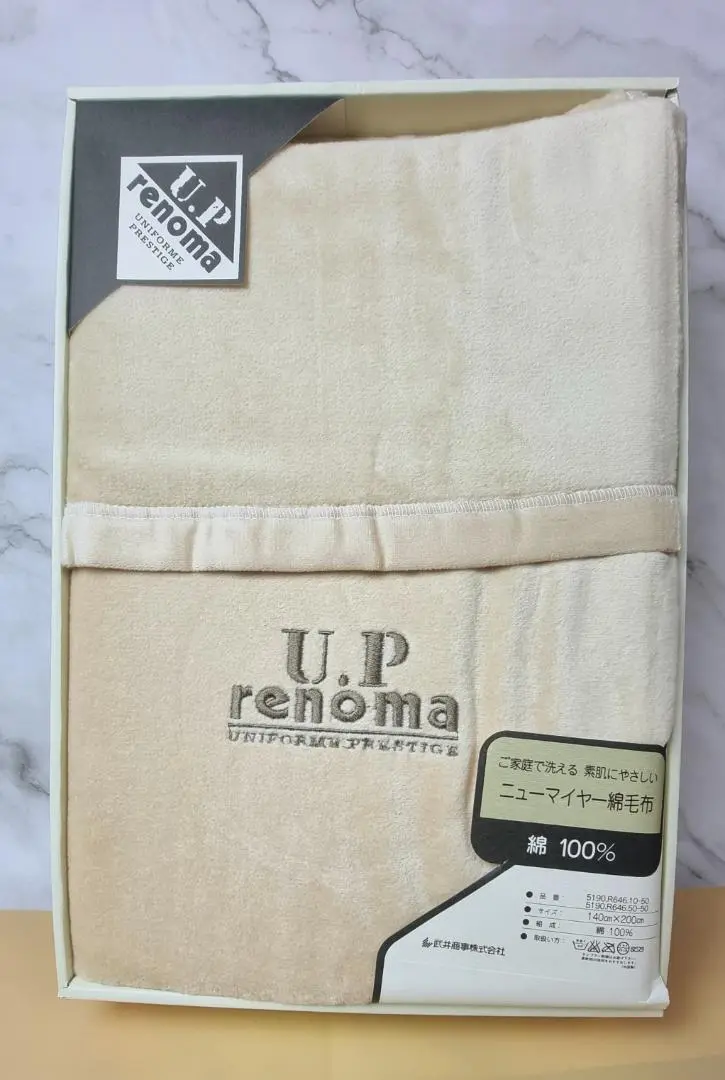 U.P
renoma
UNIFORME
PRESTIGE
U.P
renoma
UNIFORME PRESTIGE
ご家庭で洗える 素肌にやさしい
ニューマイヤー綿毛布
綿 100%
● 品番: 5190.R646.10-50
5190.R646.50-50
● サイズ: 140cm×200cm
● 組成: 綿 100%
● 取扱い方:
武井商事株式会社